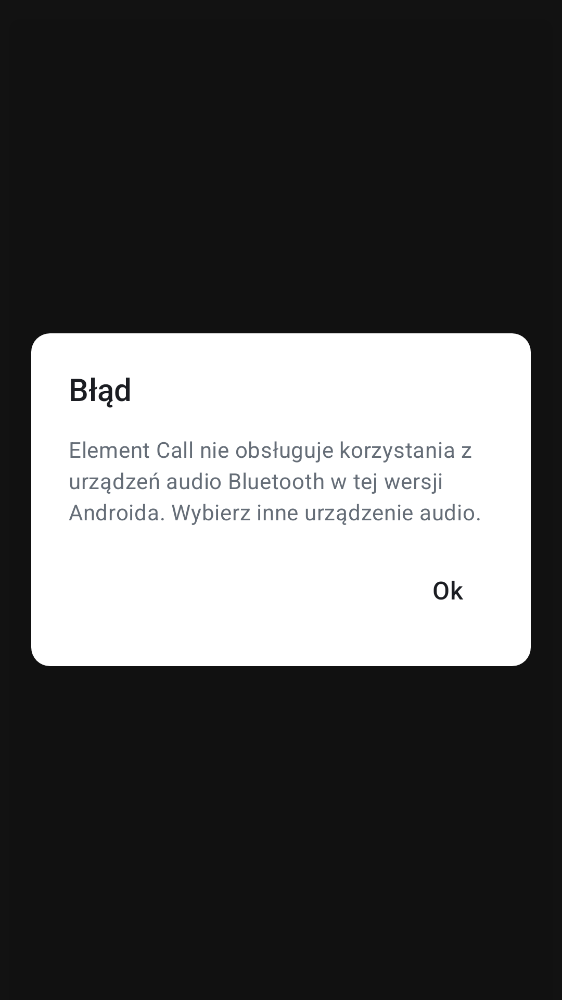 Błąd
Element Call nie obsługuje korzystania z
urządzeń audio Bluetooth w tej wersji
Androida. Wybierz inne urządzenie audio.
Ok